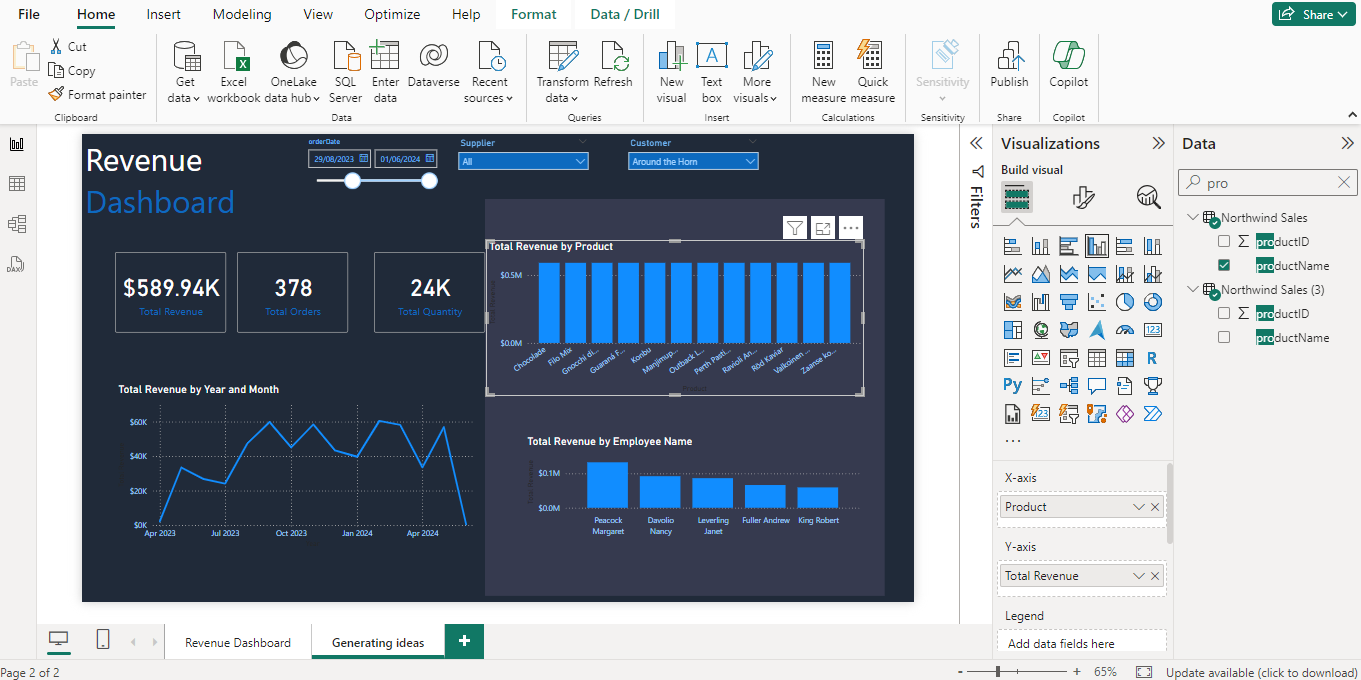 File Home Insert Modeling View Optimize Help Format Data / Drill Share
Paste
Cut
Copy
Format painter
Clipboard
Get data
Excel workbook
OneLake data hub
SQL Server
Enter data
Dataverse
Recent sources
Data
Transform data
Refresh
Queries
New visual
Text box
More visuals
Insert
New measure
Quick measure
Calculations
Sensitivity
Sensitivity
Publish
Share
Copilot
Copilot
Revenue
Dashboard
orderDate
29/08/2023 01/06/2024
Supplier
All
Customer
Around the Horn
$589.94K
Total Revenue
378
Total Orders
24K
Total Quantity
Total Revenue by Product
$0.5M
$0.0M
Total Revenue
Chocolade Filo Mix Gnocchi di... Guaraná F... Konbu Manjimup... Outback L... Perth Pasti... Ravioli An... Röd Kaviar Valkoinen ... Zaanse ko...
Product
Total Revenue by Year and Month
$60K
$40K
$20K
$0K
Apr 2023 Jul 2023 Oct 2023 Jan 2024 Apr 2024
Total Revenue by Employee Name
$0.1M
$0.0M
Total Revenue
Peacock Margaret
Davolio Nancy
Leverling Janet
Fuller Andrew
King Robert
Filters
Visualizations
Build visual
123
R
Py
123
...
X-axis
Product
Y-axis
Total Revenue
Legend
Add data fields here
Data
pro
Northwind Sales
productID
productName
Northwind Sales (3)
productID
productName
DAX
Revenue Dashboard
Generating ideas
+
Page 2 of 2
- + 65%
Update available (click to download)